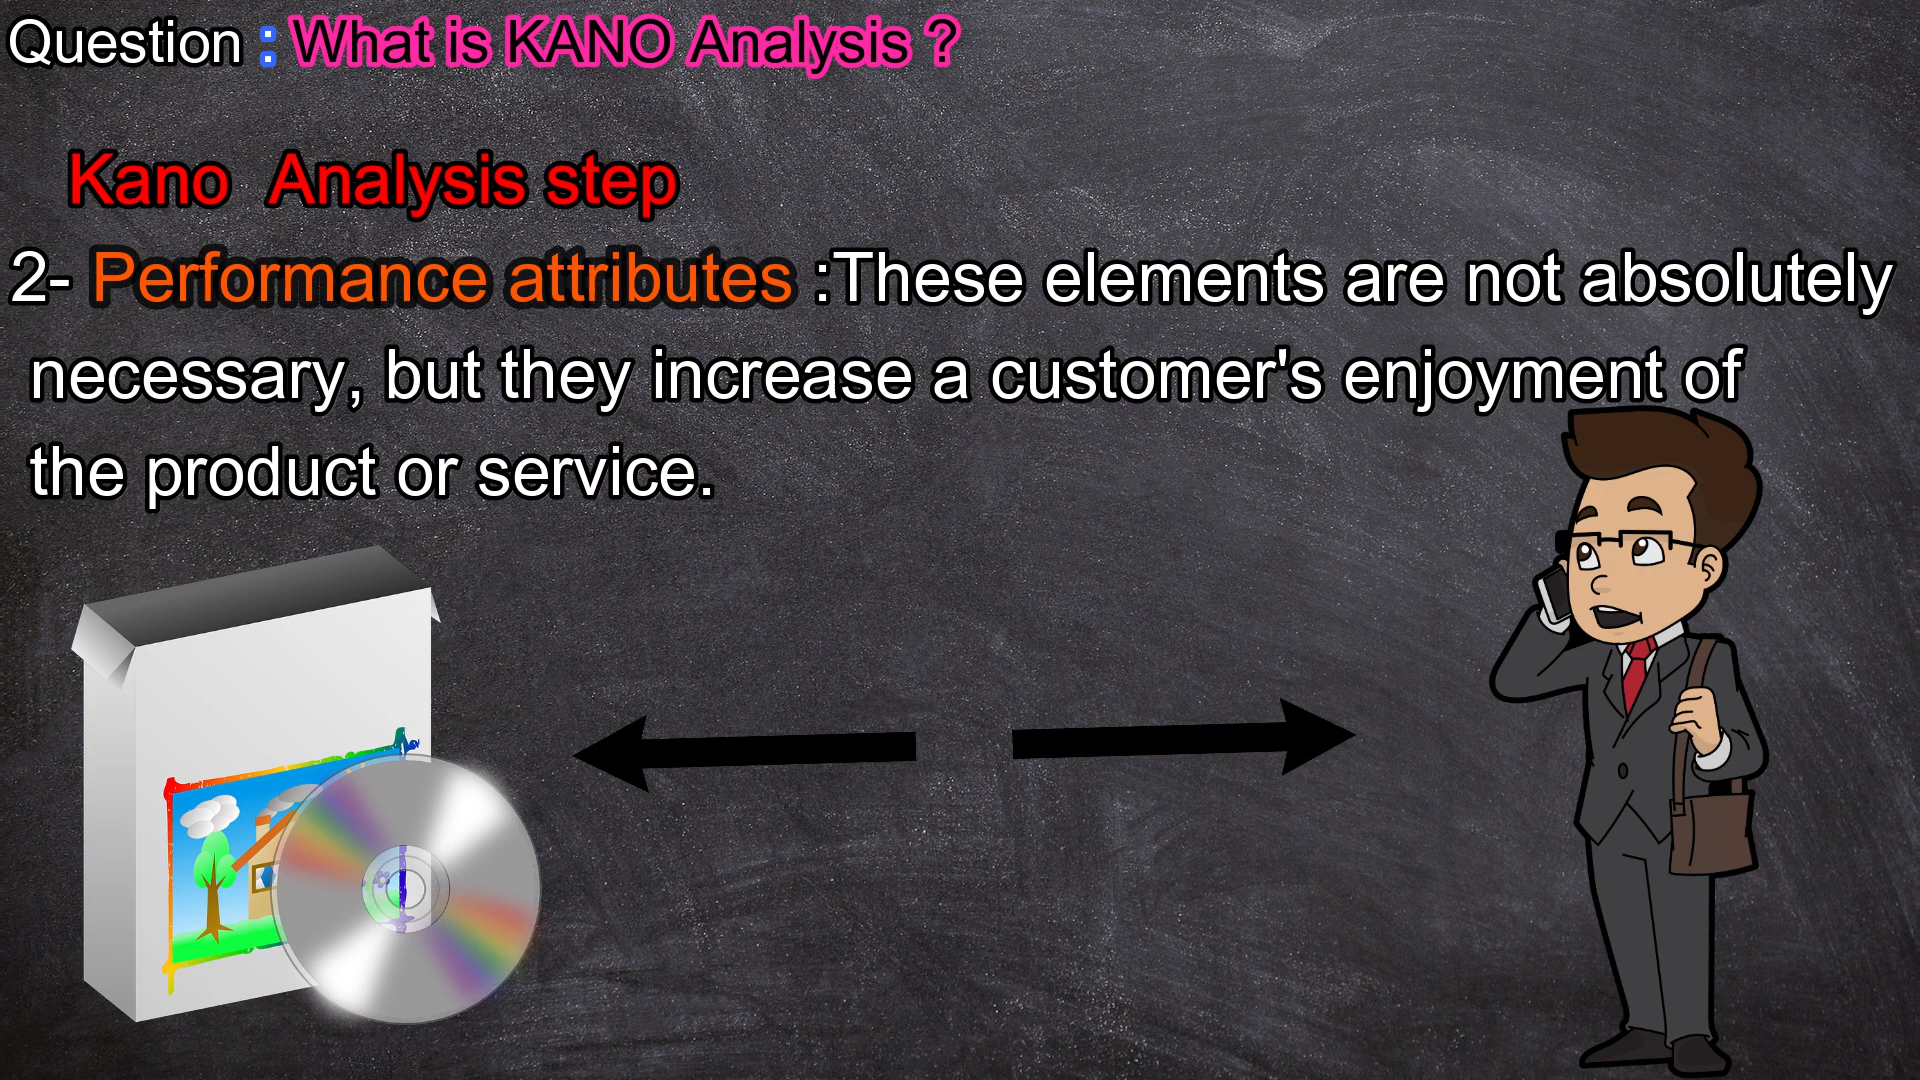 Question : What is KANO Analysis ?
Kano Analysis step
2- Performance attributes :These elements are not absolutely
necessary, but they increase a customer's enjoyment of
the product or service.